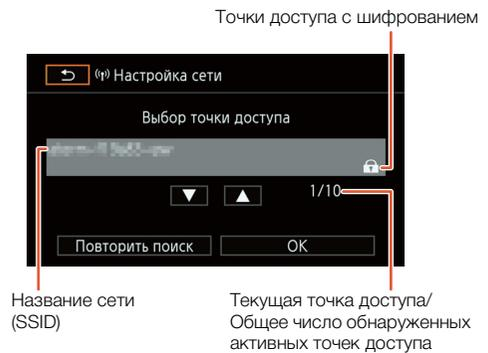 Точки доступа с шифрованием
Настройка сети
Выбор точки доступа
1/10
Повторить поиск
OK
Название сети
(SSID)
Текущая точка доступа/
Общее число обнаруженных
активных точек доступа